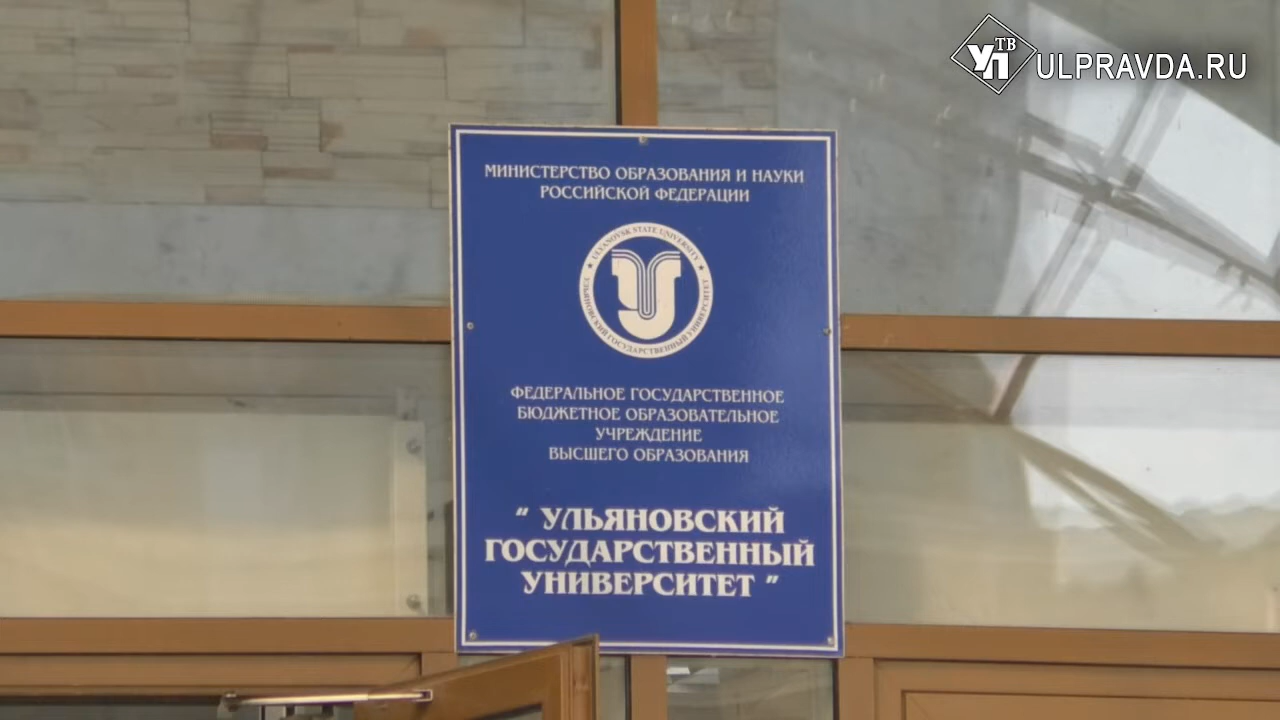 УП ТВ ULPRAVDA.RU
МИНИСТЕРСТВО ОБРАЗОВАНИЯ И НАУКИ
РОССИЙСКОЙ ФЕДЕРАЦИИ
ULYANOVSK STATE UNIVERSITY
УЛЬЯНОВСКИЙ ГОСУДАРСТВЕННЫЙ УНИВЕРСИТЕТ
ФЕДЕРАЛЬНОЕ ГОСУДАРСТВЕННОЕ
БЮДЖЕТНОЕ ОБРАЗОВАТЕЛЬНОЕ
УЧРЕЖДЕНИЕ
ВЫСШЕГО ОБРАЗОВАНИЯ
" УЛЬЯНОВСКИЙ
ГОСУДАРСТВЕННЫЙ
УНИВЕРСИТЕТ "